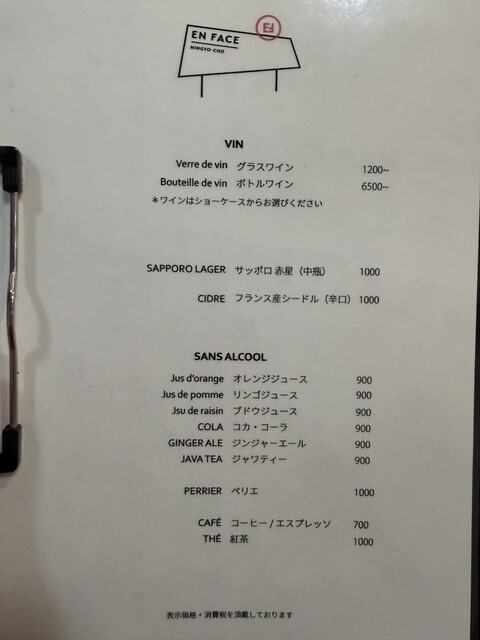 EN FACE
NINGYO-CHO
VIN
Verre de vin グラスワイン 1200~
Bouteille de vin ボトルワイン 6500~
＊ワインはショーケースからお選びください
SAPPORO LAGER サッポロ 赤星（中瓶） 1000
CIDRE フランス産シードル（辛口） 1000
SANS ALCOOL
Jus d'orange オレンジジュース 900
Jus de pomme リンゴジュース 900
Jsu de raisin ブドウジュース 900
COLA コカ・コーラ 900
GINGER ALE ジンジャーエール 900
JAVA TEA ジャワティー 900
PERRIER ペリエ 1000
CAFÉ コーヒー / エスプレッソ 700
THÉ 紅茶 1000
表示価格 + 消費税を頂戴しております